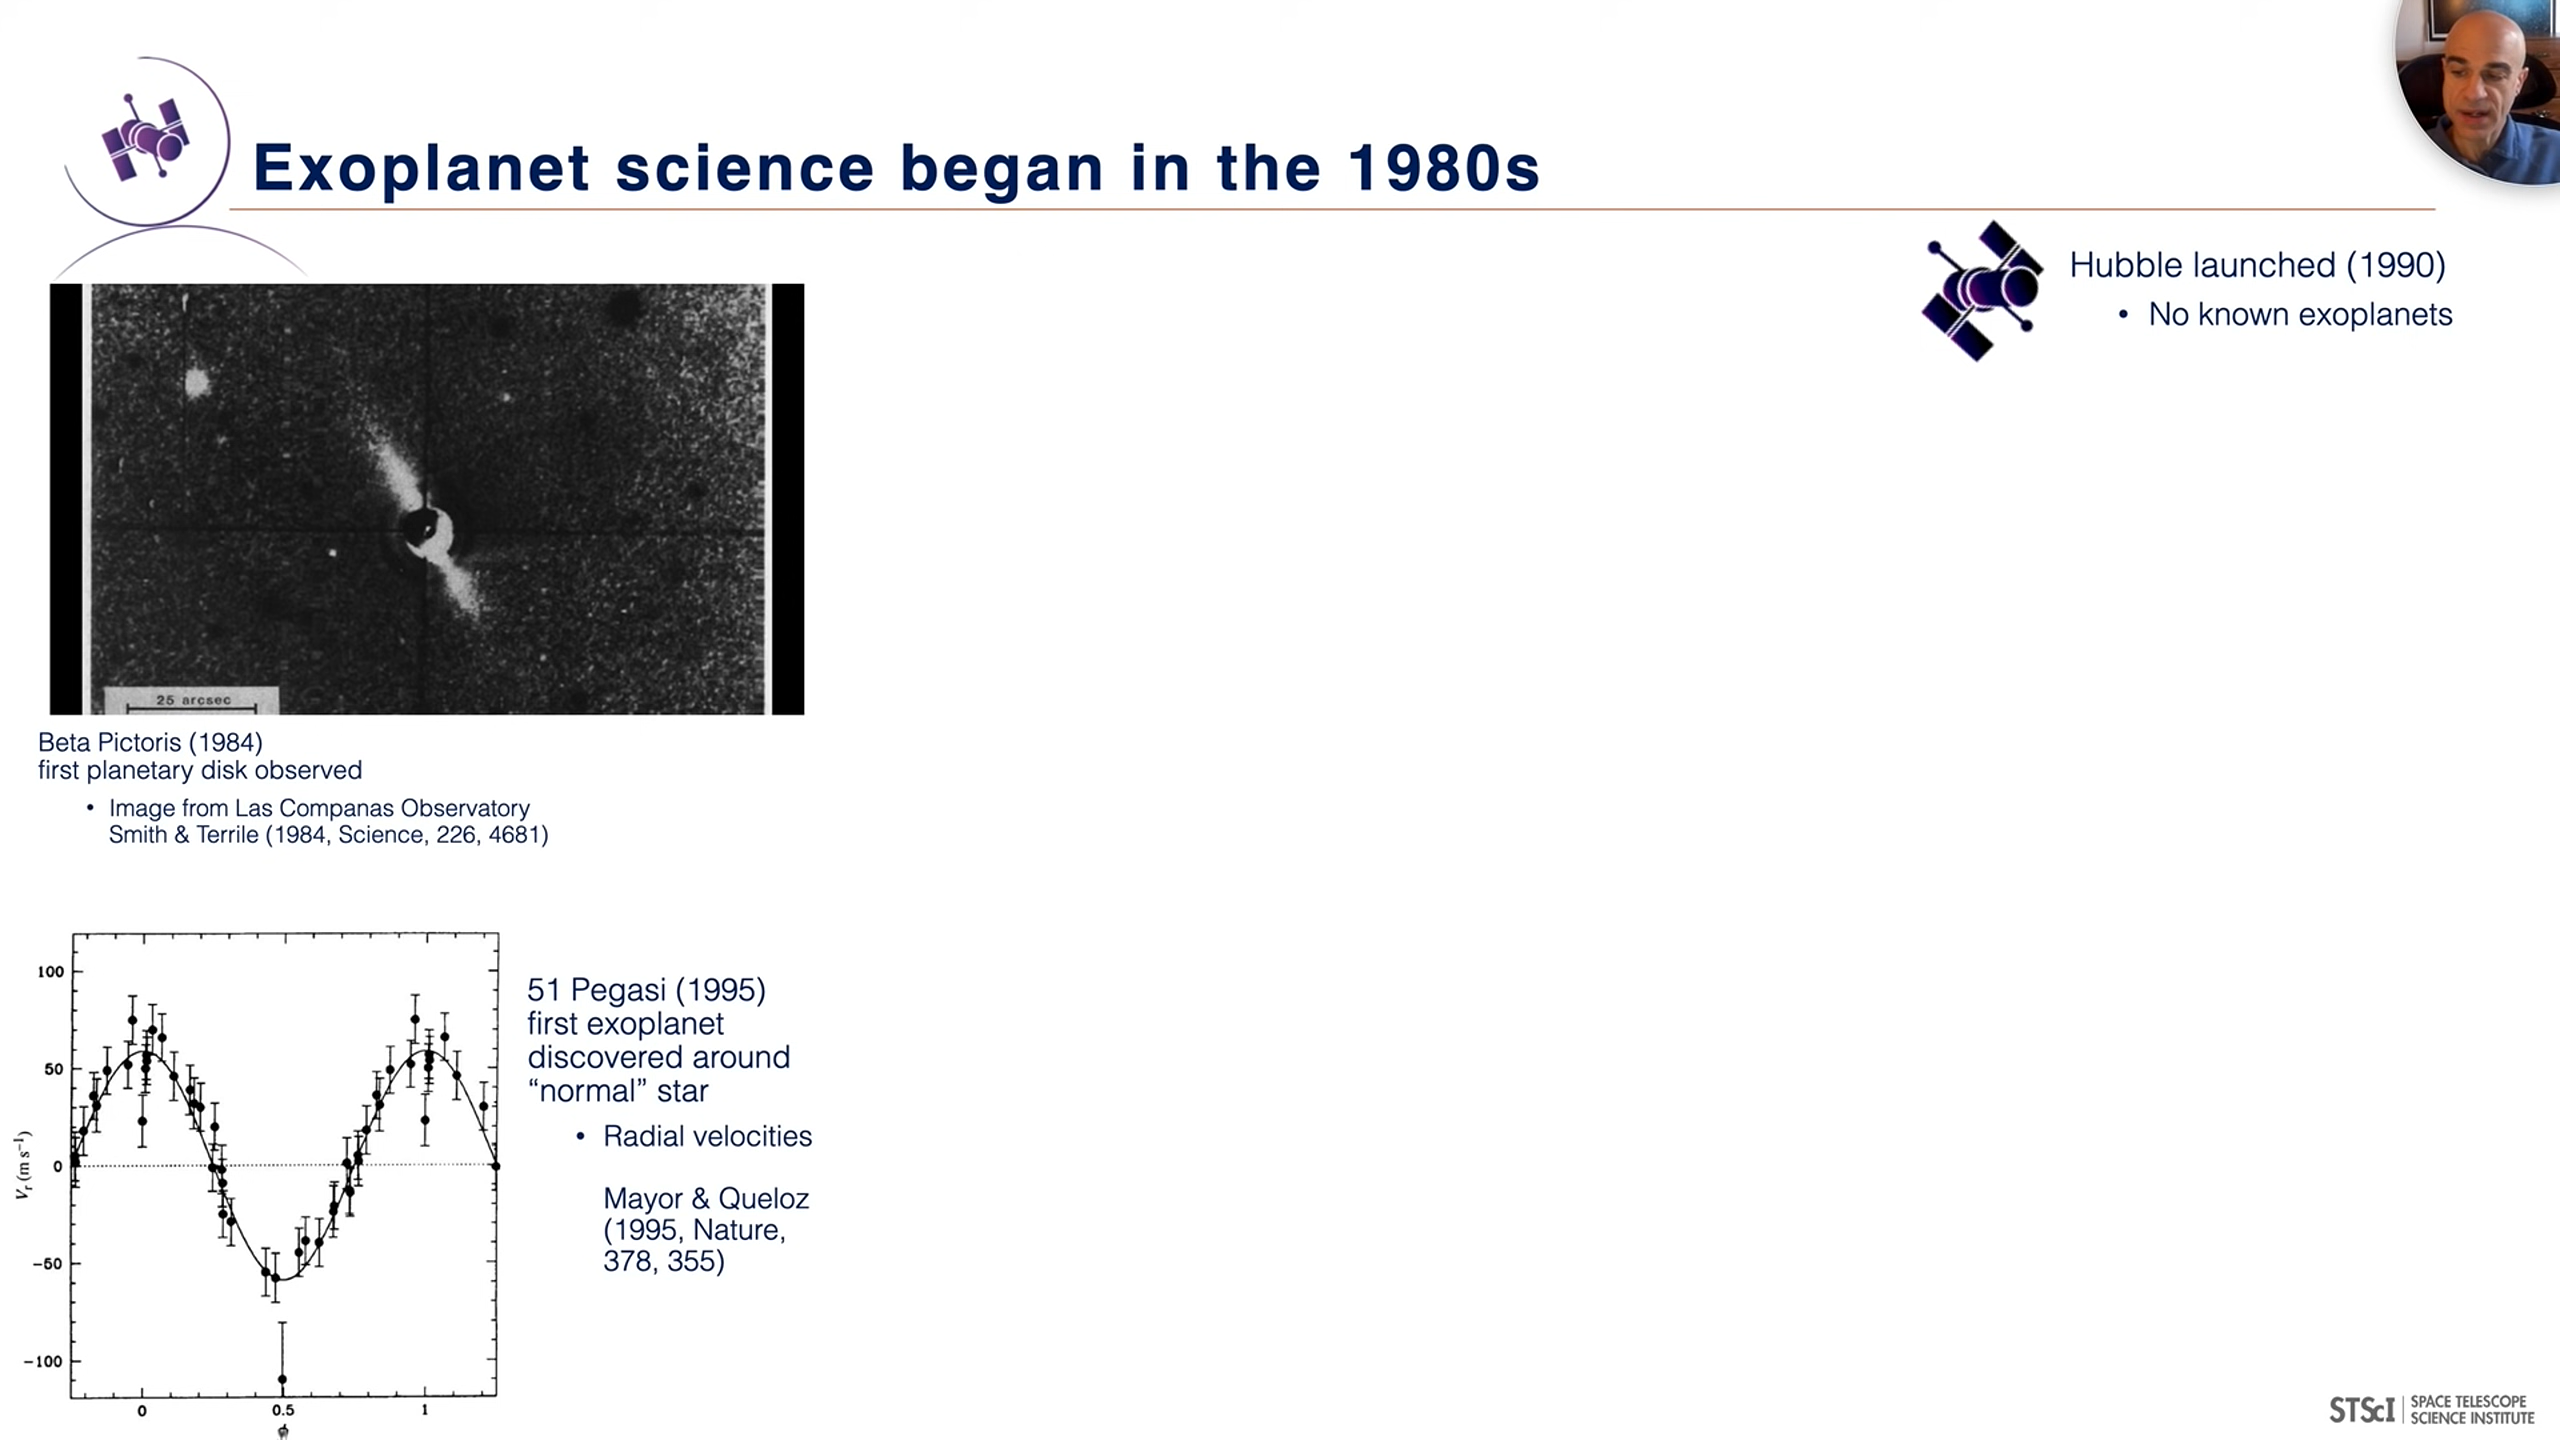 Exoplanet science began in the 1980s
Hubble launched (1990)
• No known exoplanets
25 arcsec
Beta Pictoris (1984)
first planetary disk observed
• Image from Las Companas Observatory
Smith & Terrile (1984, Science, 226, 4681)
100
50
0
−50
−100
Vr (m s⁻¹)
0 0.5 1
ϕ
51 Pegasi (1995)
first exoplanet
discovered around
“normal” star
• Radial velocities
Mayor & Queloz
(1995, Nature,
378, 355)
STScI | SPACE TELESCOPE
SCIENCE INSTITUTE